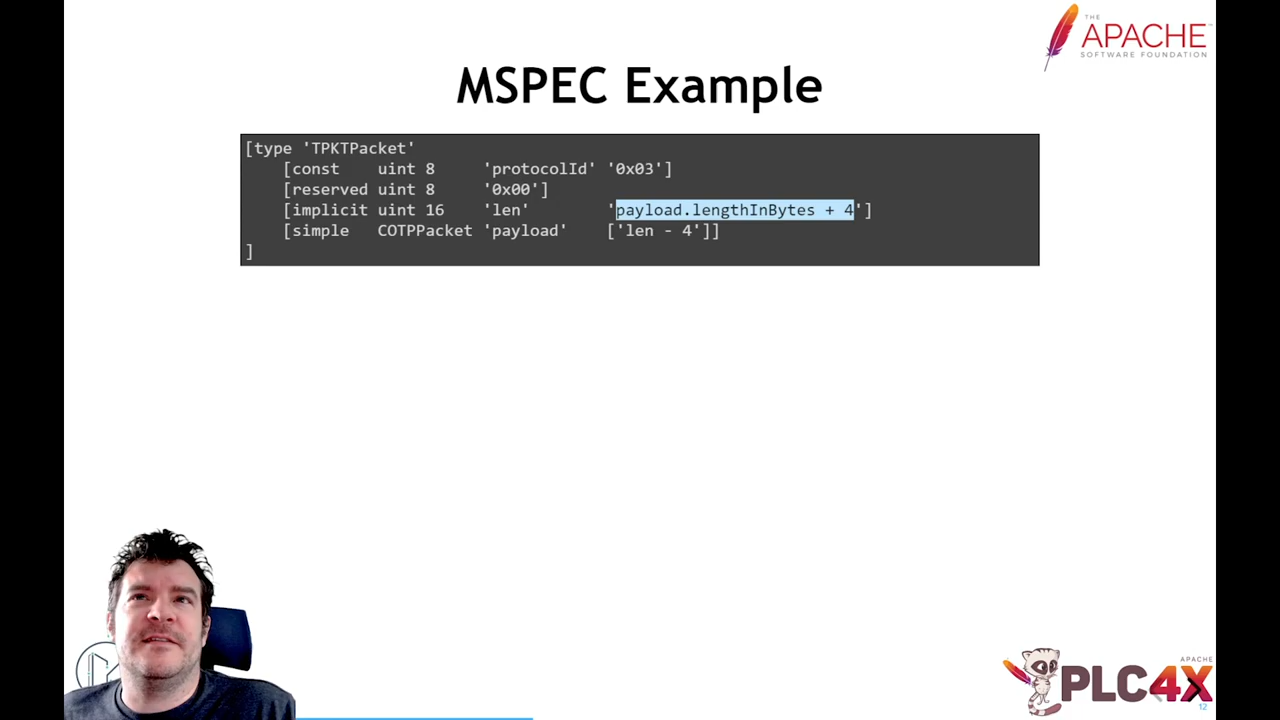 THE
APACHE
SOFTWARE FOUNDATION
MSPEC Example
[type 'TPKTPacket'
[const uint 8 'protocolId' '0x03']
[reserved uint 8 '0x00']
[implicit uint 16 'len' 'payload.lengthInBytes + 4']
[simple COTPPacket 'payload' ['len - 4']]
]
APACHE
PLC4X
12